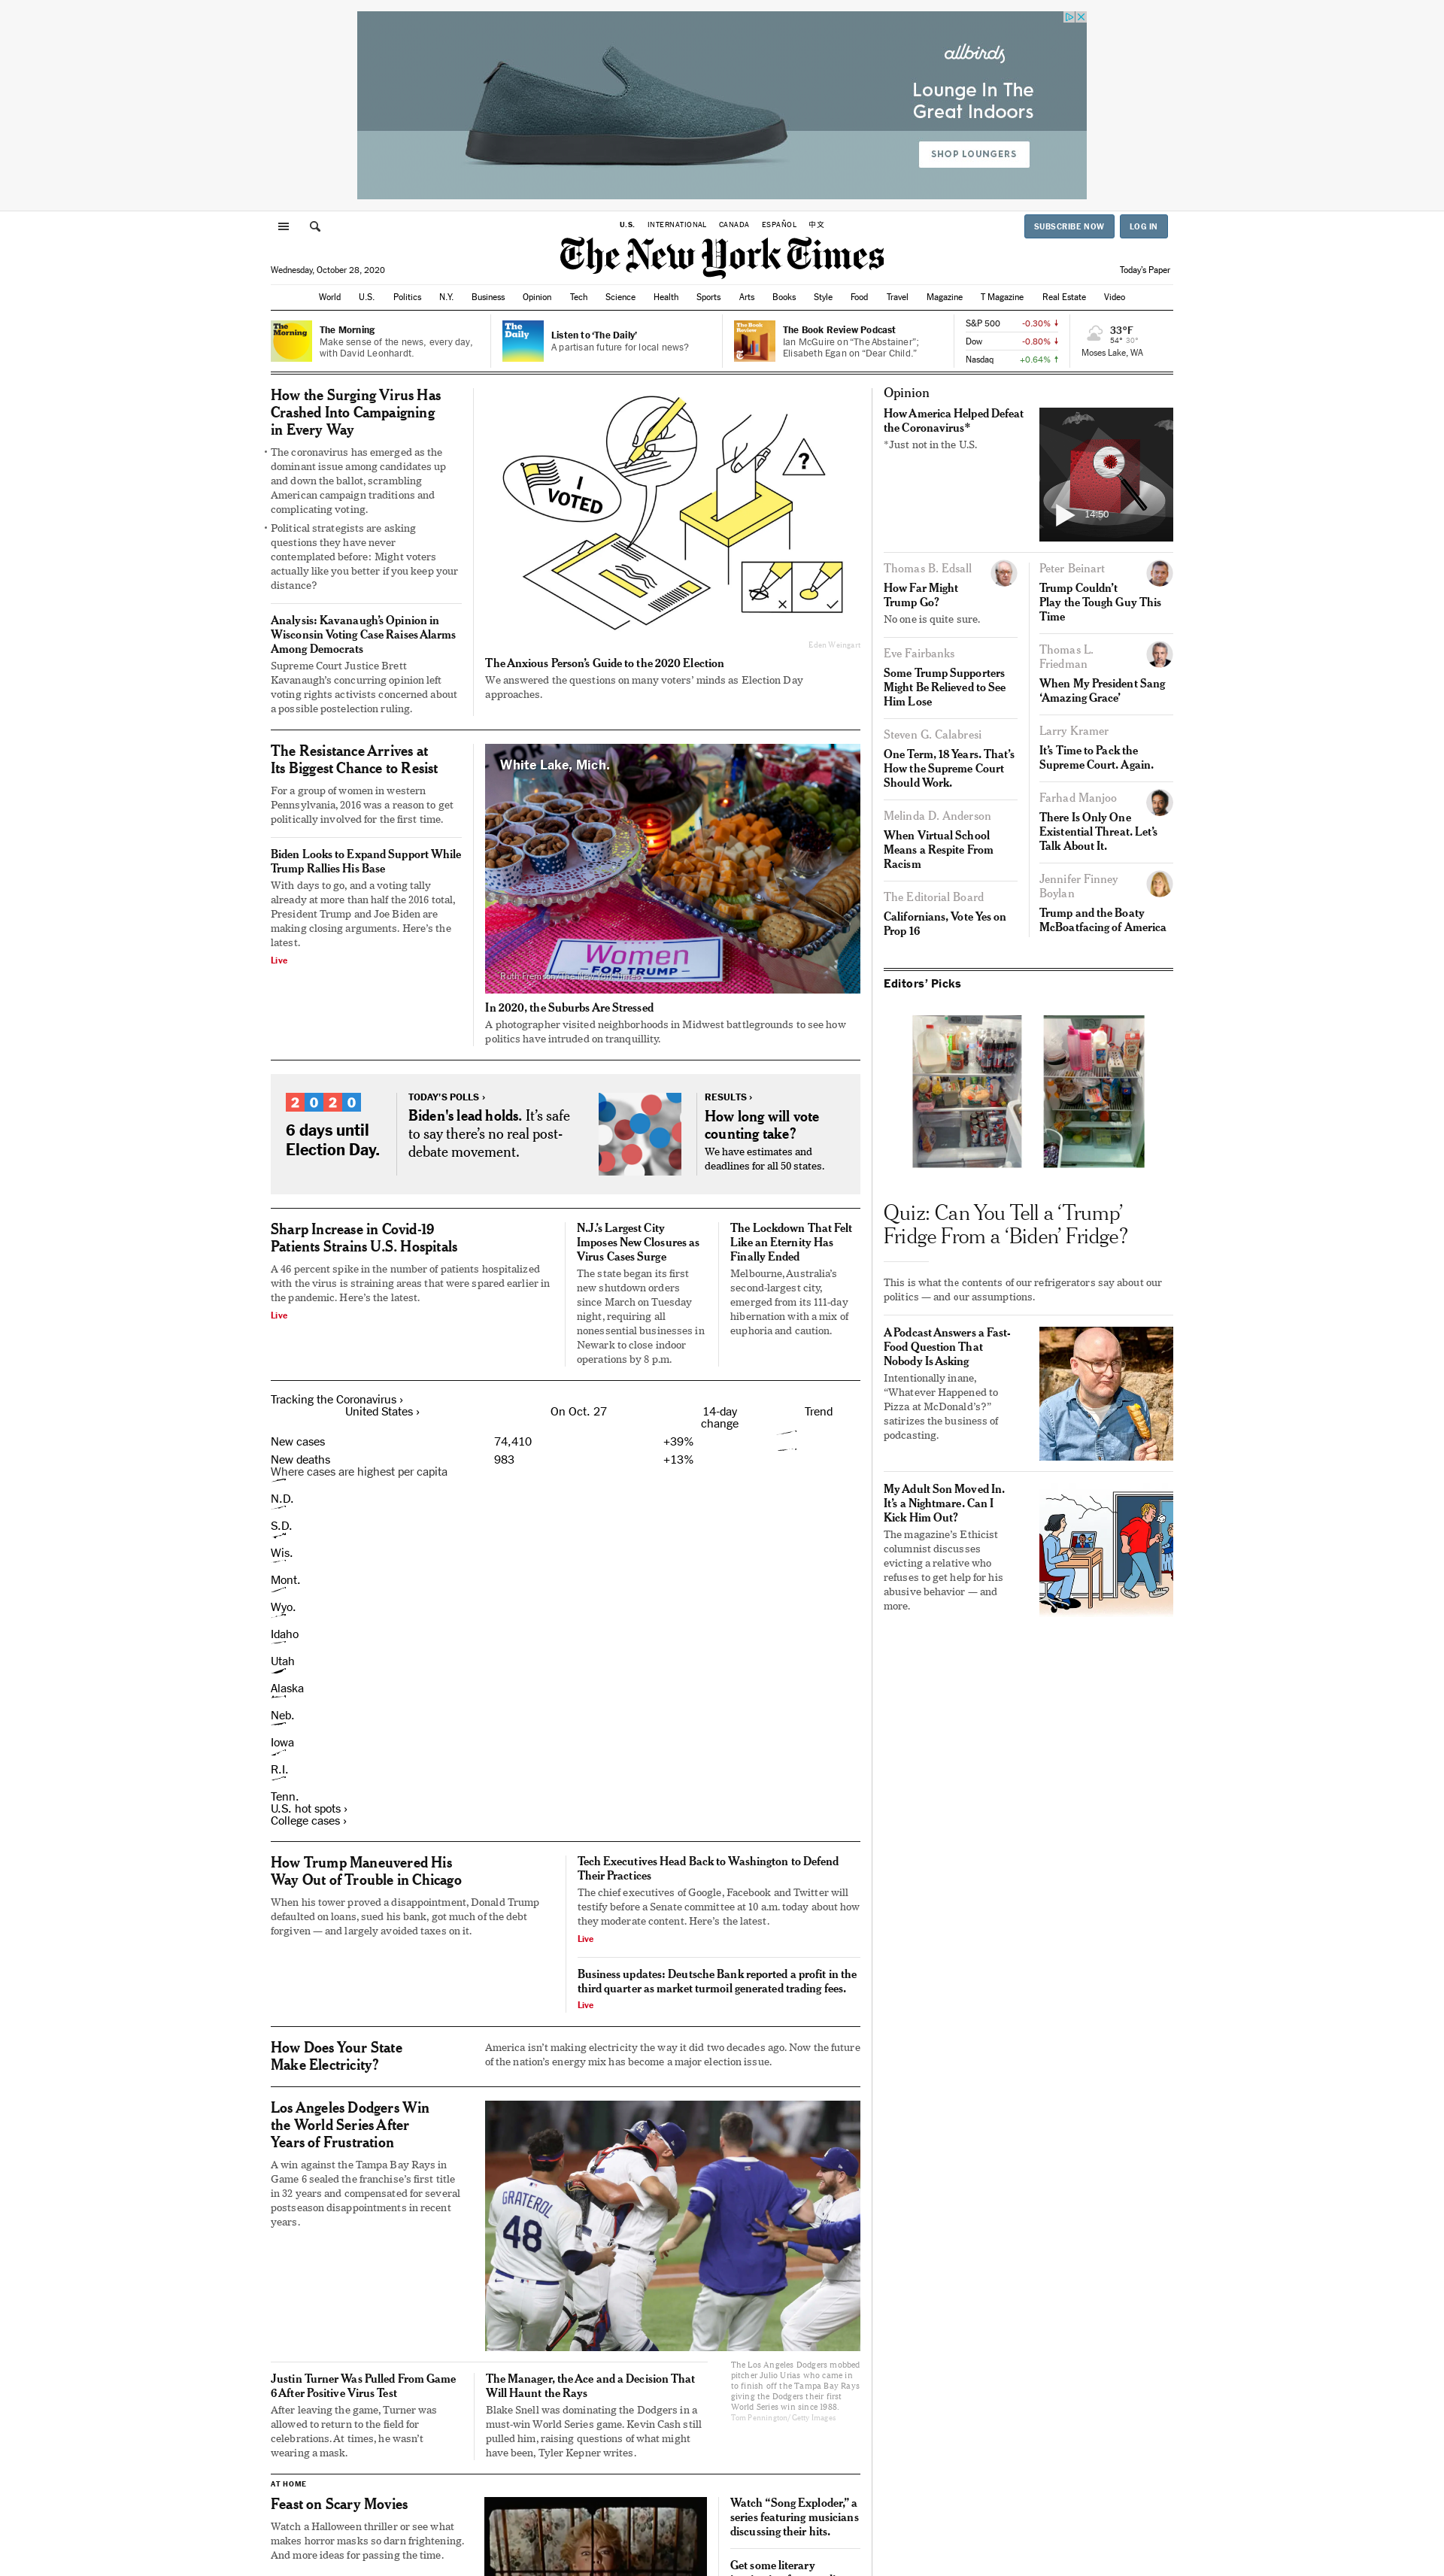 allbirds
Lounge In The
Great Indoors
SHOP LOUNGERS
U.S. INTERNATIONAL CANADA ESPAÑOL 中文
SUBSCRIBE NOW LOG IN
The New York Times
Wednesday, October 28, 2020
Today's Paper
World U.S. Politics N.Y. Business Opinion Tech Science Health Sports Arts Books Style Food Travel Magazine T Magazine Real Estate Video
The Morning
The Morning
Make sense of the news, every day,
with David Leonhardt.
The Daily
Listen to ‘The Daily’
A partisan future for local news?
The Book Review
The Book Review Podcast
Ian McGuire on “The Abstainer”;
Elisabeth Egan on “Dear Child.”
S&P 500 -0.30% ↓
Dow -0.80% ↓
Nasdaq +0.64% ↑
33°F
54° 30°
Moses Lake, WA
How the Surging Virus Has
Crashed Into Campaigning
in Every Way
• The coronavirus has emerged as the
dominant issue among candidates up
and down the ballot, scrambling
American campaign traditions and
complicating voting.
• Political strategists are asking
questions they have never
contemplated before: Might voters
actually like you better if you keep your
distance?
Analysis: Kavanaugh’s Opinion in
Wisconsin Voting Case Raises Alarms
Among Democrats
Supreme Court Justice Brett
Kavanaugh’s concurring opinion left
voting rights activists concerned about
a possible postelection ruling.
I
VOTED
?
Eden Weingart
The Anxious Person’s Guide to the 2020 Election
We answered the questions on many voters’ minds as Election Day
approaches.
The Resistance Arrives at
Its Biggest Chance to Resist
For a group of women in western
Pennsylvania, 2016 was a reason to get
politically involved for the first time.
Biden Looks to Expand Support While
Trump Rallies His Base
With days to go, and a voting tally
already at more than half the 2016 total,
President Trump and Joe Biden are
making closing arguments. Here’s the
latest.
Live
FOR
White Lake, Mich.
Women
FOR TRUMP
Ruth Fremson/The New York Times
In 2020, the Suburbs Are Stressed
A photographer visited neighborhoods in Midwest battlegrounds to see how
politics have intruded on tranquillity.
2020
6 days until
Election Day.
TODAY’S POLLS ›
Biden's lead holds. It’s safe
to say there’s no real post-
debate movement.
RESULTS ›
How long will vote
counting take?
We have estimates and
deadlines for all 50 states.
Sharp Increase in Covid-19
Patients Strains U.S. Hospitals
A 46 percent spike in the number of patients hospitalized
with the virus is straining areas that were spared earlier in
the pandemic. Here’s the latest.
Live
N.J.’s Largest City
Imposes New Closures as
Virus Cases Surge
The state began its first
new shutdown orders
since March on Tuesday
night, requiring all
nonessential businesses in
Newark to close indoor
operations by 8 p.m.
The Lockdown That Felt
Like an Eternity Has
Finally Ended
Melbourne, Australia’s
second-largest city,
emerged from its 111-day
hibernation with a mix of
euphoria and caution.
Tracking the Coronavirus ›
United States › On Oct. 27 14-day
change Trend
New cases 74,410 +39%
New deaths 983 +13%
Where cases are highest per capita
N.D.
S.D.
Wis.
Mont.
Wyo.
Idaho
Utah
Alaska
Neb.
Iowa
R.I.
Tenn.
U.S. hot spots ›
College cases ›
How Trump Maneuvered His
Way Out of Trouble in Chicago
When his tower proved a disappointment, Donald Trump
defaulted on loans, sued his bank, got much of the debt
forgiven — and largely avoided taxes on it.
Tech Executives Head Back to Washington to Defend
Their Practices
The chief executives of Google, Facebook and Twitter will
testify before a Senate committee at 10 a.m. today about how
they moderate content. Here’s the latest.
Live
Business updates: Deutsche Bank reported a profit in the
third quarter as market turmoil generated trading fees.
Live
How Does Your State
Make Electricity?
America isn’t making electricity the way it did two decades ago. Now the future
of the nation’s energy mix has become a major election issue.
Los Angeles Dodgers Win
the World Series After
Years of Frustration
A win against the Tampa Bay Rays in
Game 6 sealed the franchise’s first title
in 32 years and compensated for several
postseason disappointments in recent
years.
GRATEROL
48
The Los Angeles Dodgers mobbed
pitcher Julio Urias who came in
to finish off the Tampa Bay Rays
giving the Dodgers their first
World Series win since 1988.
Tom Pennington/Getty Images
Justin Turner Was Pulled From Game
6 After Positive Virus Test
After leaving the game, Turner was
allowed to return to the field for
celebrations. At times, he wasn’t
wearing a mask.
The Manager, the Ace and a Decision That
Will Haunt the Rays
Blake Snell was dominating the Dodgers in a
must-win World Series game. Kevin Cash still
pulled him, raising questions of what might
have been, Tyler Kepner writes.
AT HOME
Feast on Scary Movies
Watch a Halloween thriller or see what
makes horror masks so darn frightening.
And more ideas for passing the time.
Watch “Song Exploder,” a
series featuring musicians
discussing their hits.
Get some literary
Opinion
How America Helped Defeat
the Coronavirus*
*Just not in the U.S.
14:50
Thomas B. Edsall
How Far Might
Trump Go?
No one is quite sure.
Eve Fairbanks
Some Trump Supporters
Might Be Relieved to See
Him Lose
Steven G. Calabresi
One Term, 18 Years. That’s
How the Supreme Court
Should Work.
Melinda D. Anderson
When Virtual School
Means a Respite From
Racism
The Editorial Board
Californians, Vote Yes on
Prop 16
Peter Beinart
Trump Couldn’t
Play the Tough Guy This
Time
Thomas L.
Friedman
When My President Sang
‘Amazing Grace’
Larry Kramer
It’s Time to Pack the
Supreme Court. Again.
Farhad Manjoo
There Is Only One
Existential Threat. Let’s
Talk About It.
Jennifer Finney
Boylan
Trump and the Boaty
McBoatfacing of America
Editors’ Picks
Quiz: Can You Tell a ‘Trump’
Fridge From a ‘Biden’ Fridge?
This is what the contents of our refrigerators say about our
politics — and our assumptions.
A Podcast Answers a Fast-
Food Question That
Nobody Is Asking
Intentionally inane,
“Whatever Happened to
Pizza at McDonald’s?”
satirizes the business of
podcasting.
My Adult Son Moved In.
It’s a Nightmare. Can I
Kick Him Out?
The magazine’s Ethicist
columnist discusses
evicting a relative who
refuses to get help for his
abusive behavior — and
more.